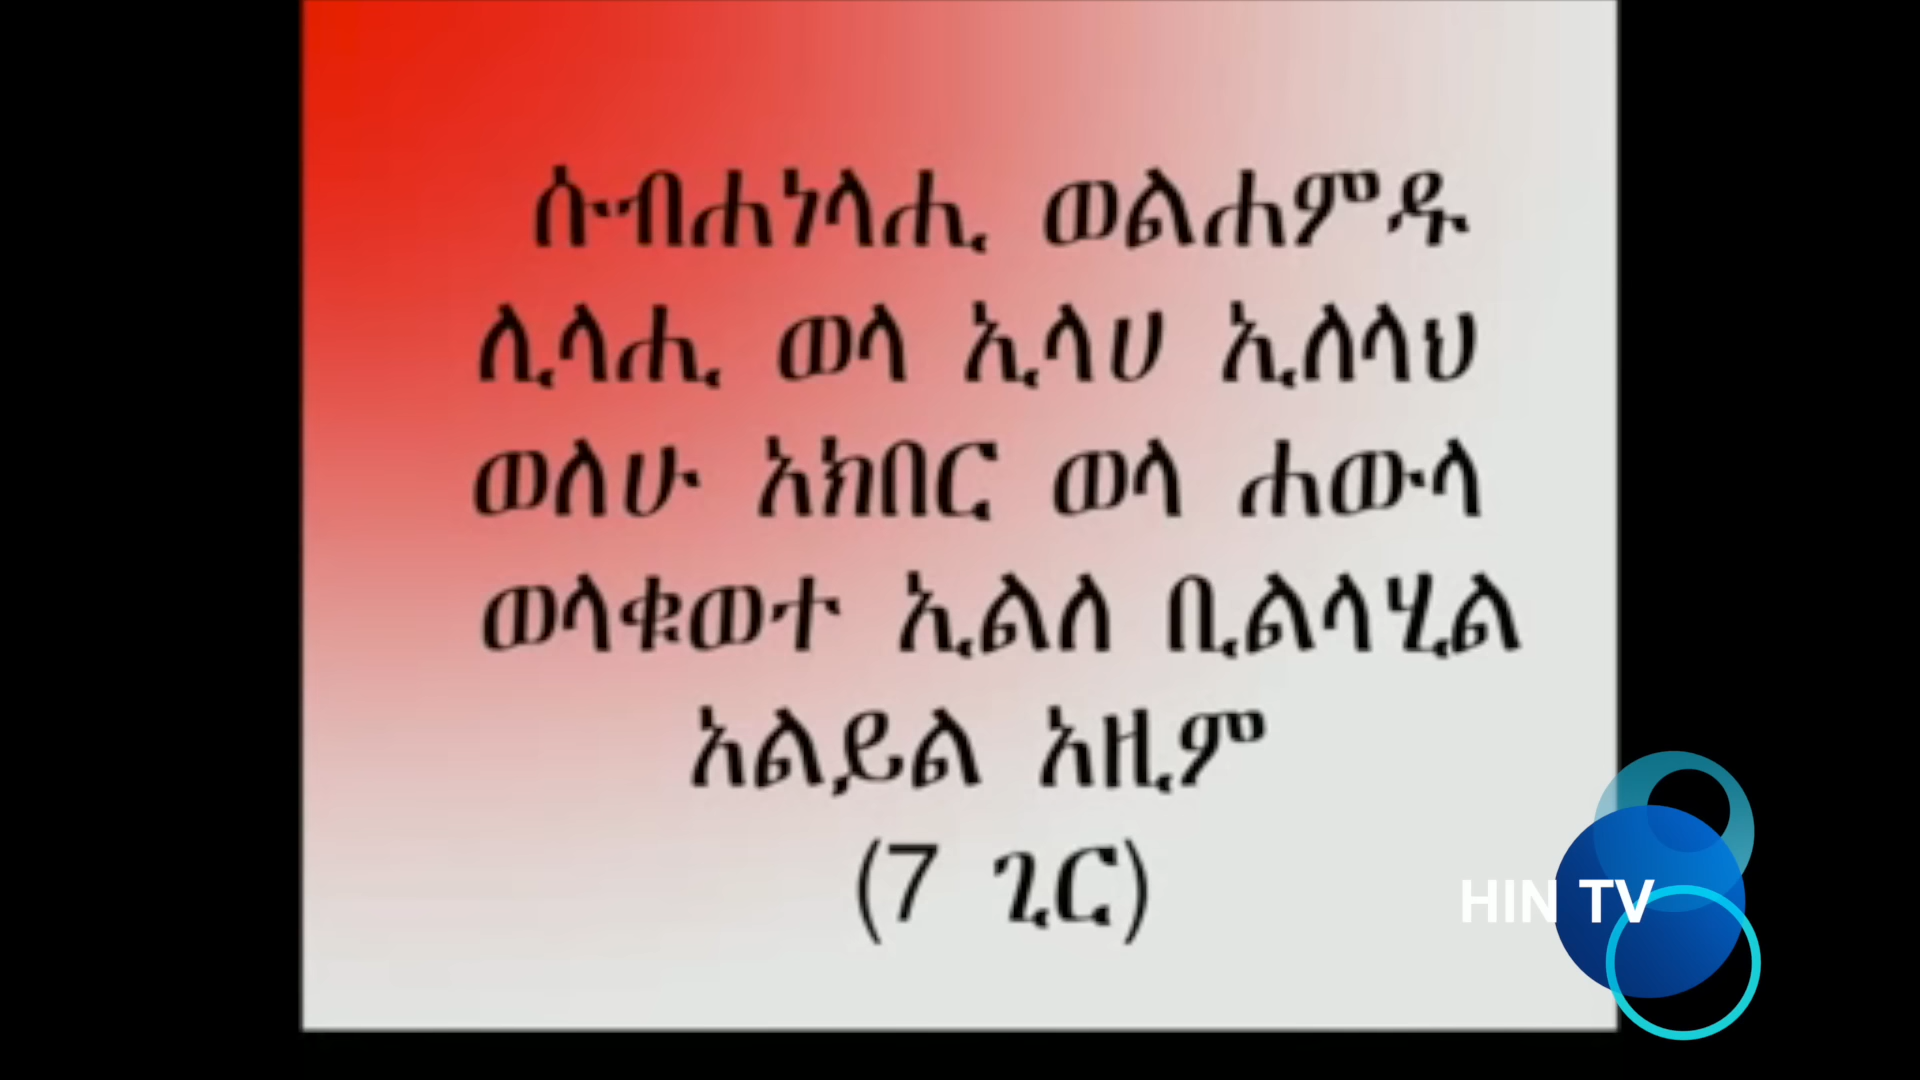 ሱብሐነላሒ ወልሐምዱ
ሊላሒ ወላ ኢላሀ ኢለላህ
ወለሁ አክበር ወላ ሐውላ
ወላቁወተ ኢልለ ቢልላሂል
አልይል አዚም
(7 ጊር)
HIN TV